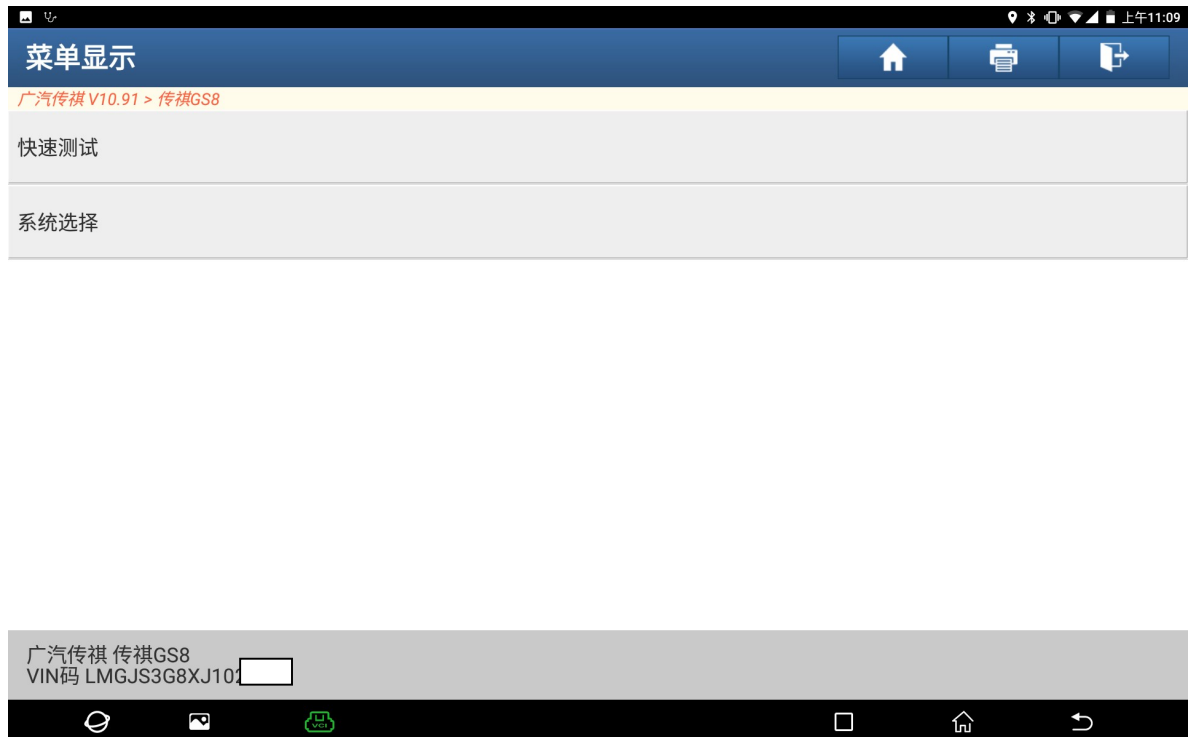 上午11:09
菜单显示
广汽传祺 V10.91 > 传祺GS8
快速测试
系统选择
广汽传祺 传祺GS8
VIN码 LMGJS3G8XJ102
VCI